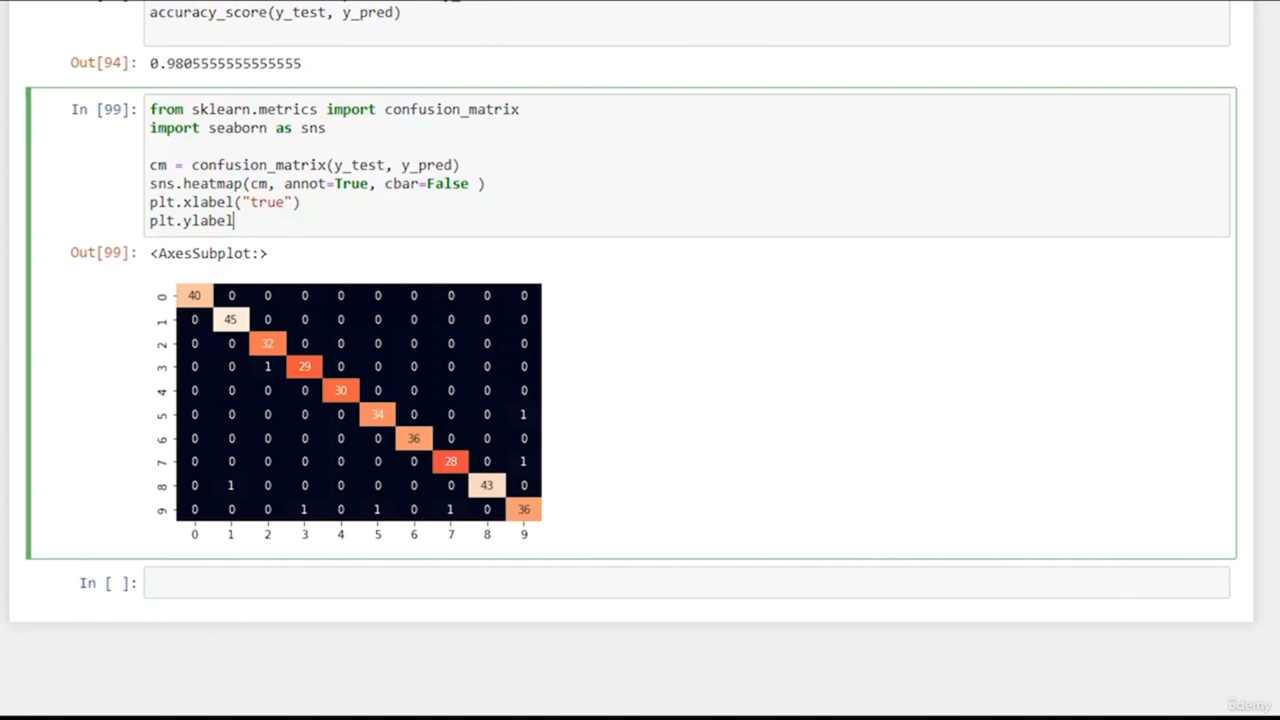 accuracy_score(y_test, y_pred)
Out[94]: 0.9805555555555555
In [99]: from sklearn.metrics import confusion_matrix
import seaborn as sns
cm = confusion_matrix(y_test, y_pred)
sns.heatmap(cm, annot=True, cbar=False )
plt.xlabel("true")
plt.ylabel
Out[99]: <AxesSubplot:>
0 40 0 0 0 0 0 0 0 0 0
1 0 45 0 0 0 0 0 0 0 0
2 0 0 32 0 0 0 0 0 0 0
3 0 0 1 29 0 0 0 0 0 0
4 0 0 0 0 30 0 0 0 0 0
5 0 0 0 0 0 34 0 0 0 1
6 0 0 0 0 0 0 36 0 0 0
7 0 0 0 0 0 0 0 28 0 1
8 0 1 0 0 0 0 0 0 43 0
9 0 0 0 1 0 1 0 1 0 36
0 1 2 3 4 5 6 7 8 9
In [ ]:
ûdemy